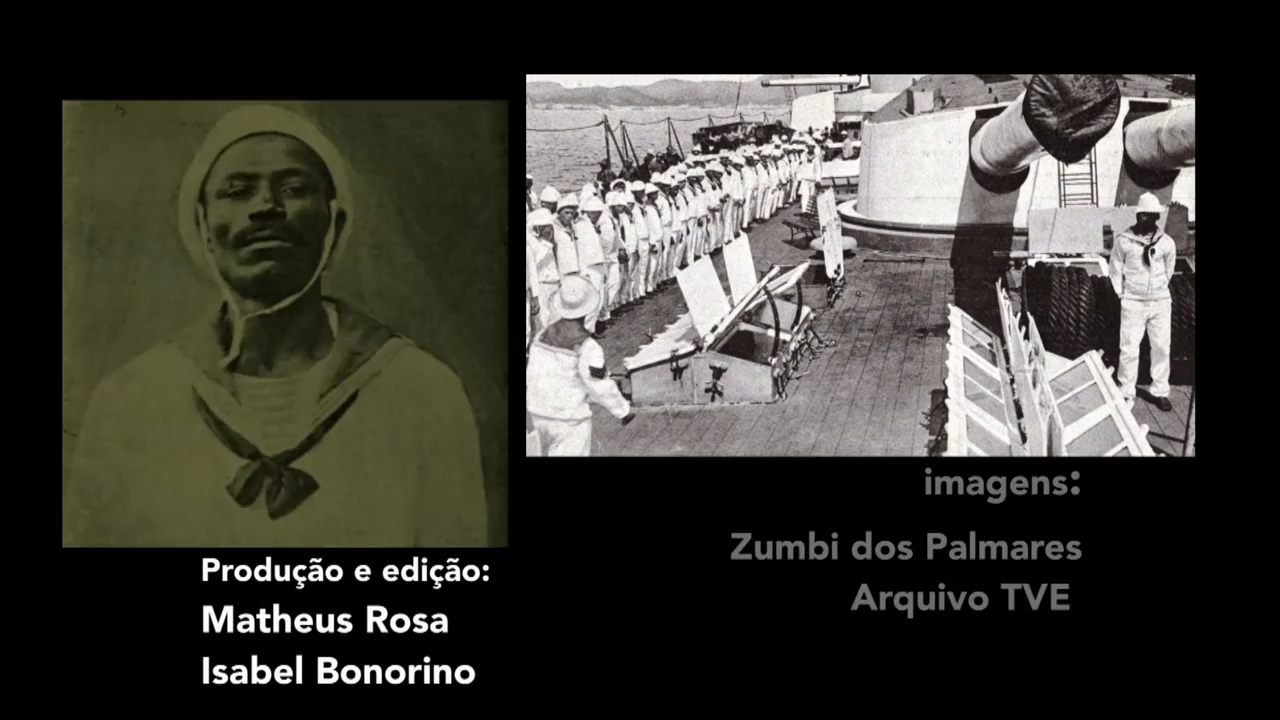 Produção e edição:
Matheus Rosa
Isabel Bonorino
imagens:
Zumbi dos Palmares
Arquivo TVE